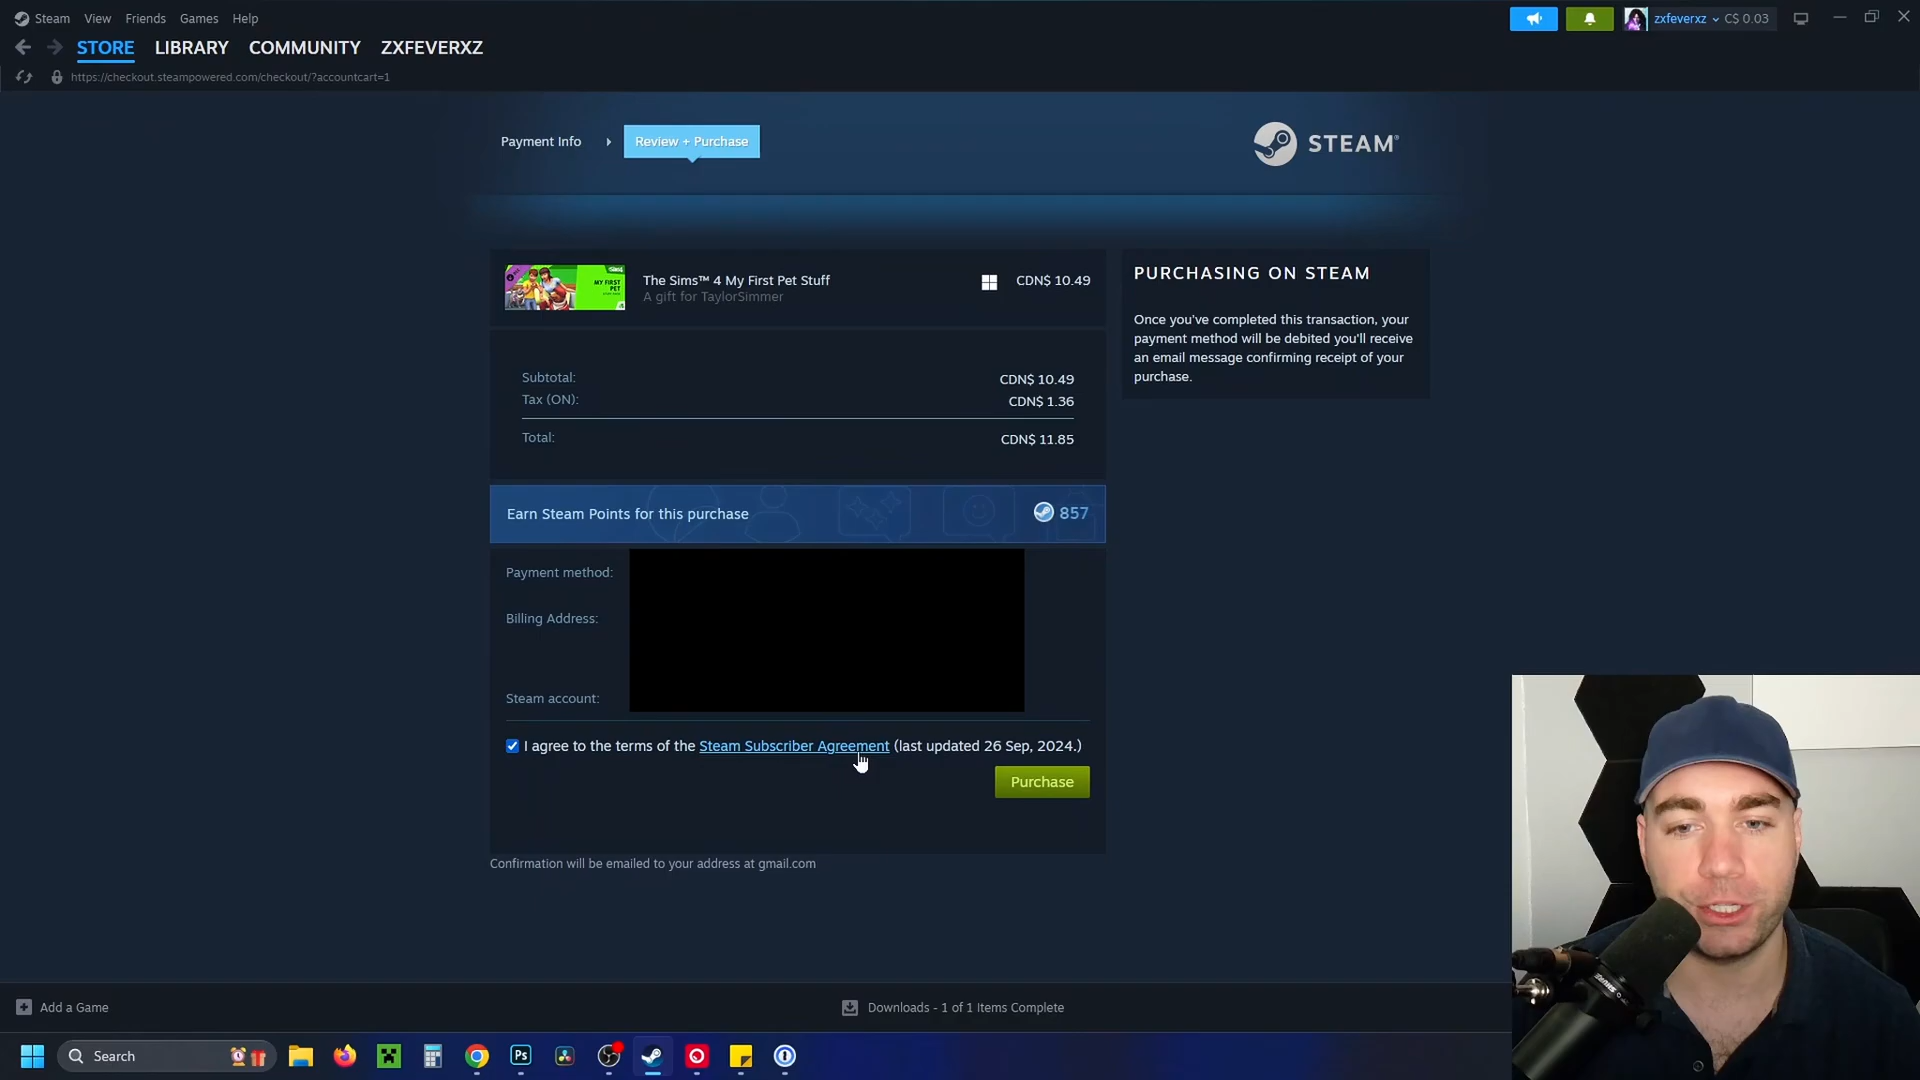 Steam View Friends Games Help
zxfeverxz C$ 0.03
STORE LIBRARY COMMUNITY ZXFEVERXZ
https://checkout.steampowered.com/checkout/?accountcart=1
Payment Info Review + Purchase
STEAM®
The Sims™ 4 My First Pet Stuff
CDN$ 10.49
A gift for TaylorSimmer
MY FIRST
PET
PURCHASING ON STEAM
Once you've completed this transaction, your
payment method will be debited you'll receive
an email message confirming receipt of your
purchase.
Subtotal: CDN$ 10.49
Tax (ON): CDN$ 1.36
Total: CDN$ 11.85
Earn Steam Points for this purchase 857
Payment method:
Billing Address:
Steam account:
I agree to the terms of the Steam Subscriber Agreement (last updated 26 Sep, 2024.)
Purchase
Confirmation will be emailed to your address at gmail.com
Add a Game
Downloads - 1 of 1 Items Complete
Search
Ps